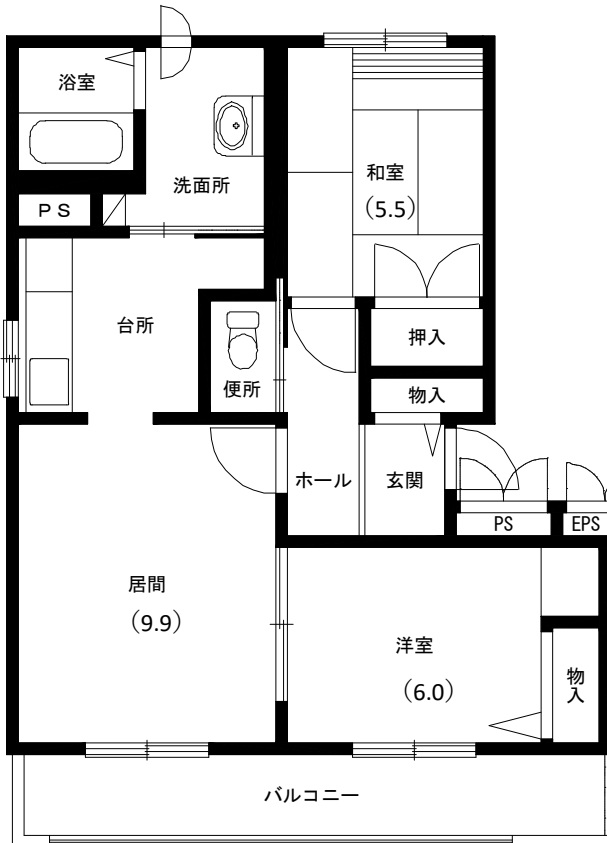 浴室
洗面所
PS
和室
(5.5)
台所
押入
便所
物入
ホール
玄関
PS
EPS
居間
(9.9)
洋室
(6.0)
物入
バルコニー